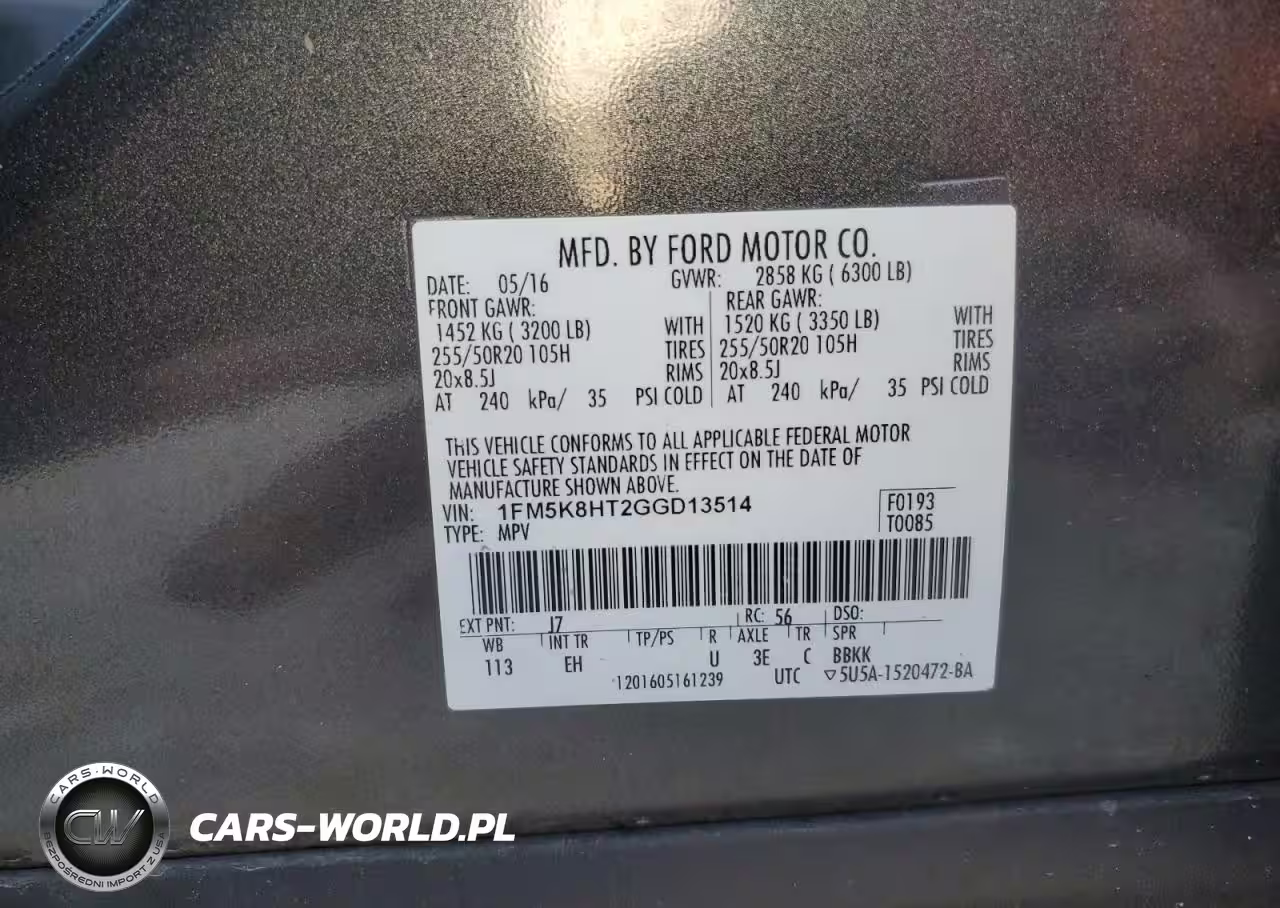 MFD. BY FORD MOTOR CO.
DATE: 05/16 GVWR: 2858 KG ( 6300 LB)
FRONT GAWR: REAR GAWR:
1452 KG ( 3200 LB) WITH 1520 KG ( 3350 LB) WITH
255/50R20 105H TIRES 255/50R20 105H TIRES
20x8.5J RIMS 20x8.5J RIMS
AT 240 kPa/ 35 PSI COLD AT 240 kPa/ 35 PSI COLD
THIS VEHICLE CONFORMS TO ALL APPLICABLE FEDERAL MOTOR
VEHICLE SAFETY STANDARDS IN EFFECT ON THE DATE OF
MANUFACTURE SHOWN ABOVE.
VIN: 1FM5K8HT2GGD13514 F0193
TYPE: MPV T0085
EXT PNT: J7 RC: 56 DSO:
WB INT TR TP/PS R AXLE TR SPR
113 EH U 3E C BBKK
1201605161239 UTC ▽5U5A-1520472-BA
CARS-WORLD
CW
BEZPOŚREDNI IMPORT Z USA
CARS-WORLD.PL